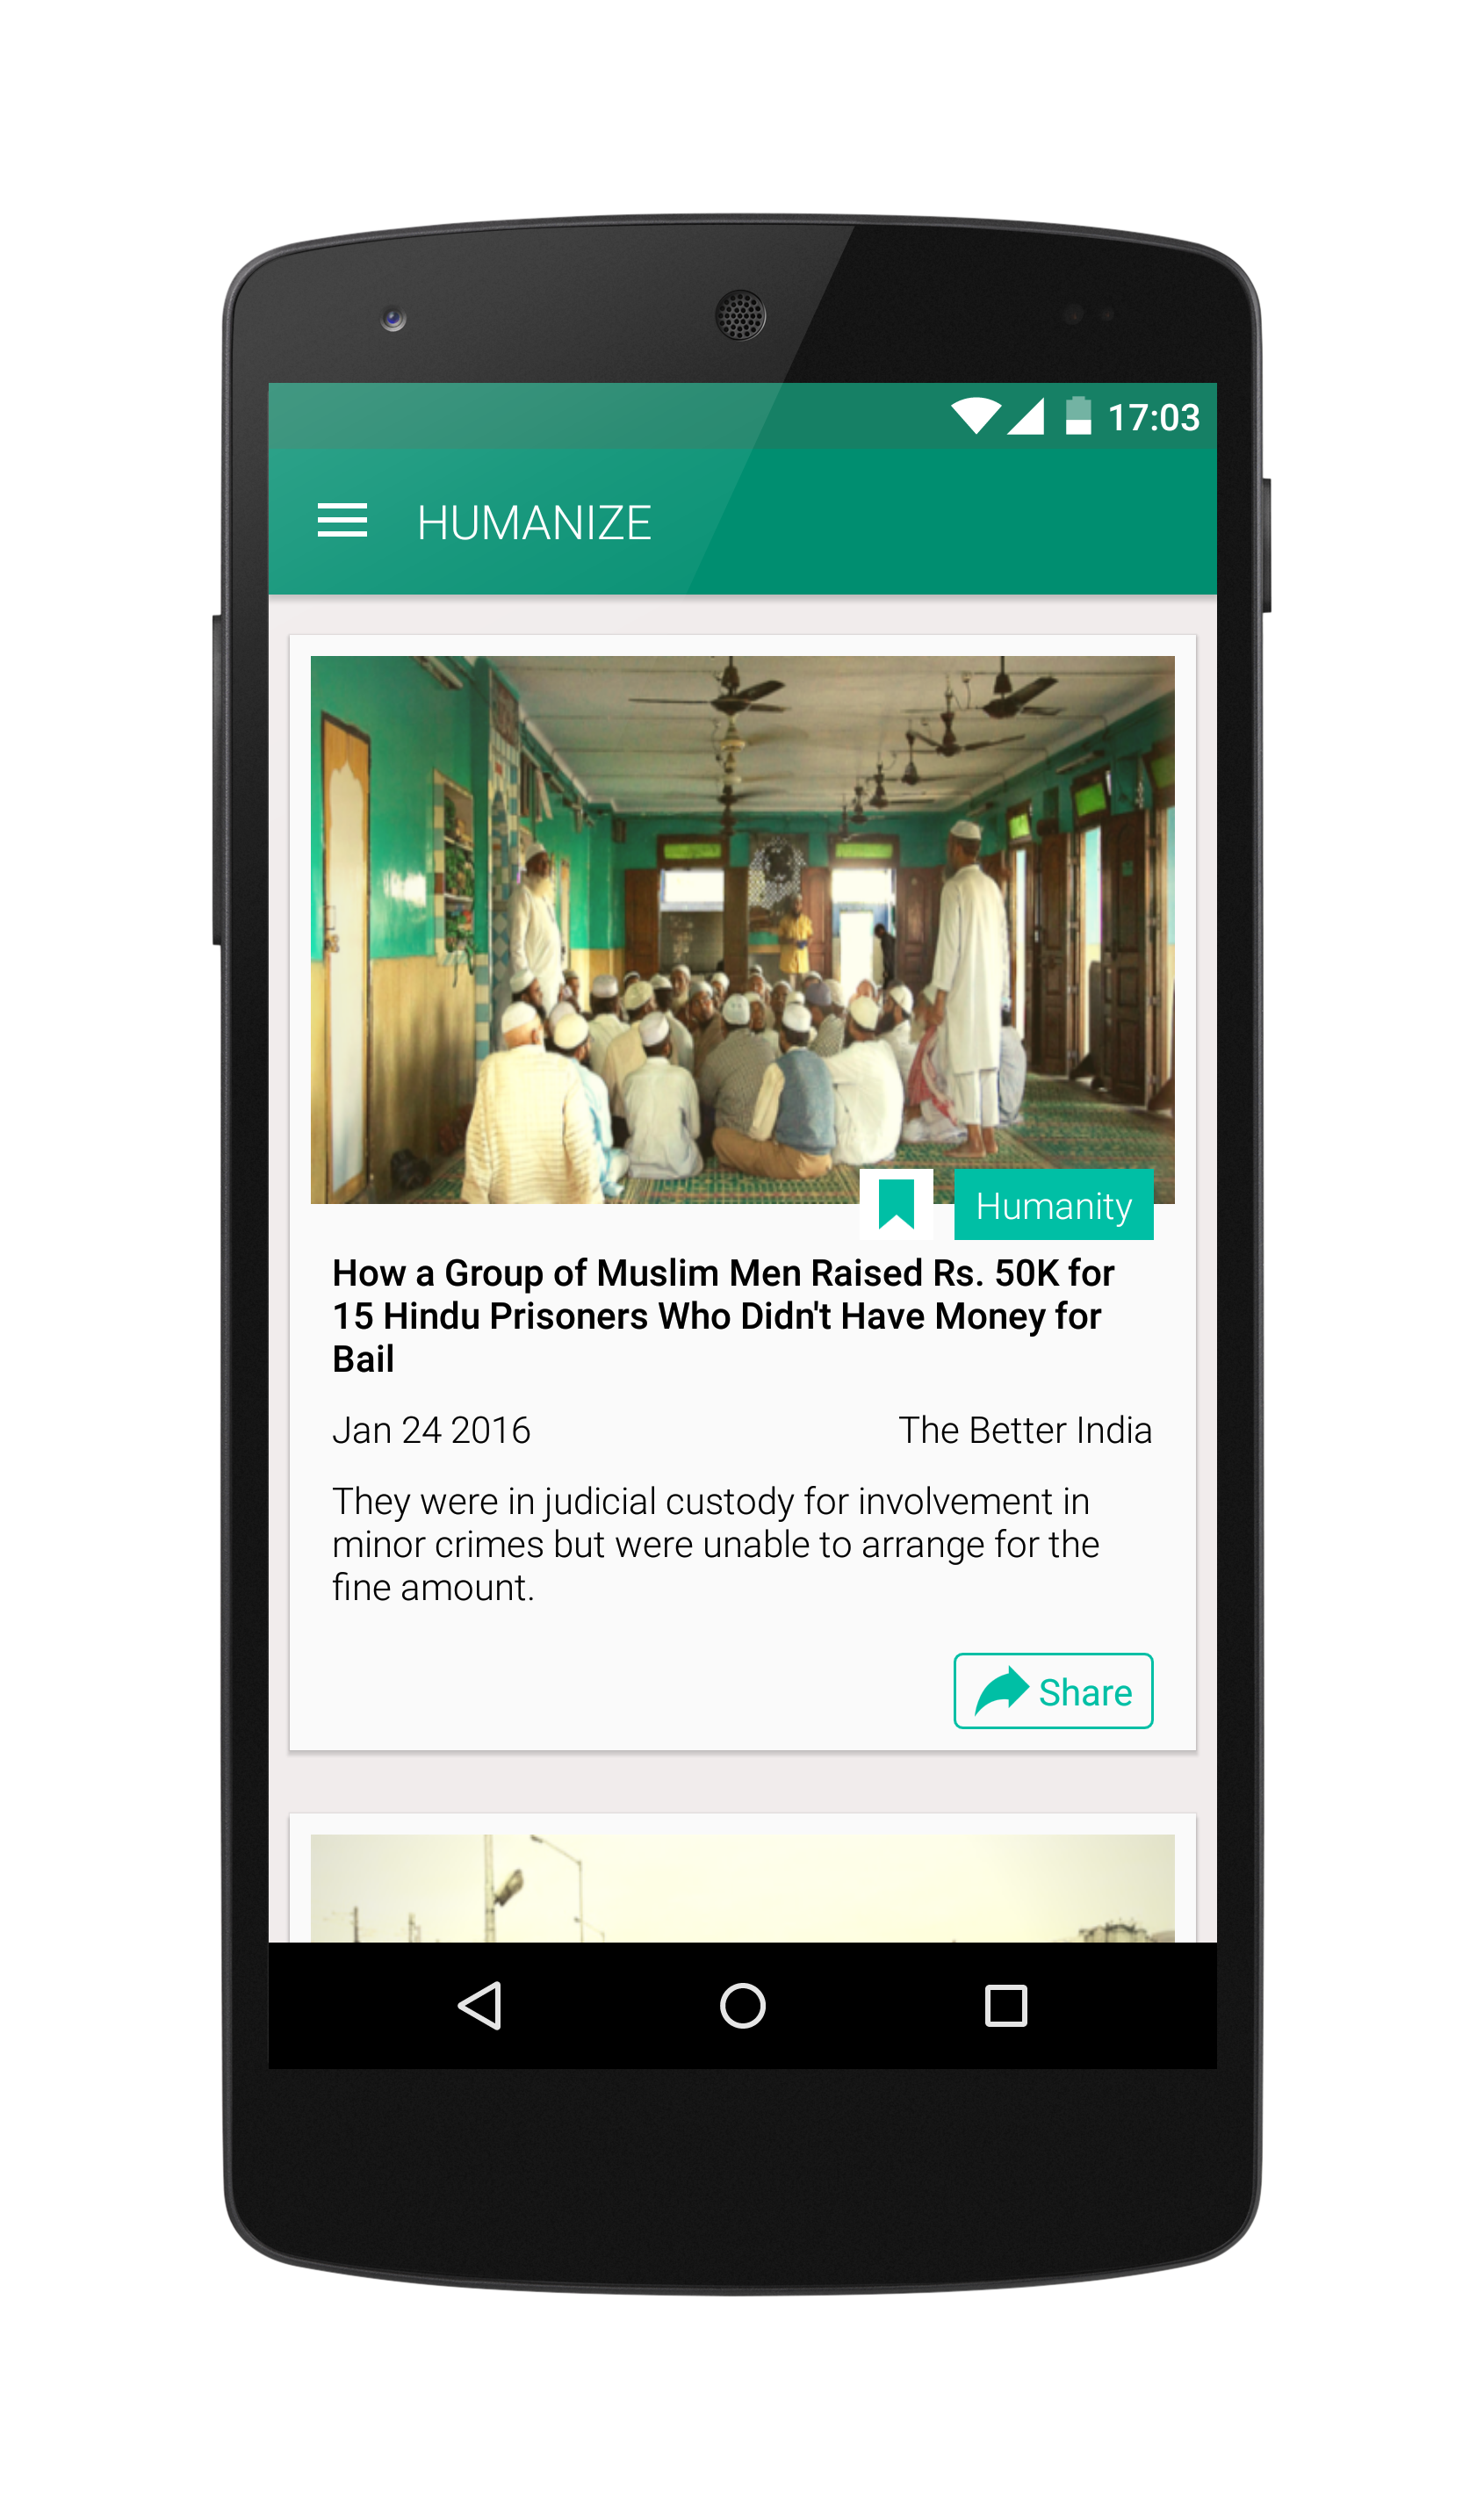 17:03
HUMANIZE
Humanity
How a Group of Muslim Men Raised Rs. 50K for
15 Hindu Prisoners Who Didn't Have Money for
Bail
Jan 24 2016
The Better India
They were in judicial custody for involvement in
minor crimes but were unable to arrange for the
fine amount.
Share